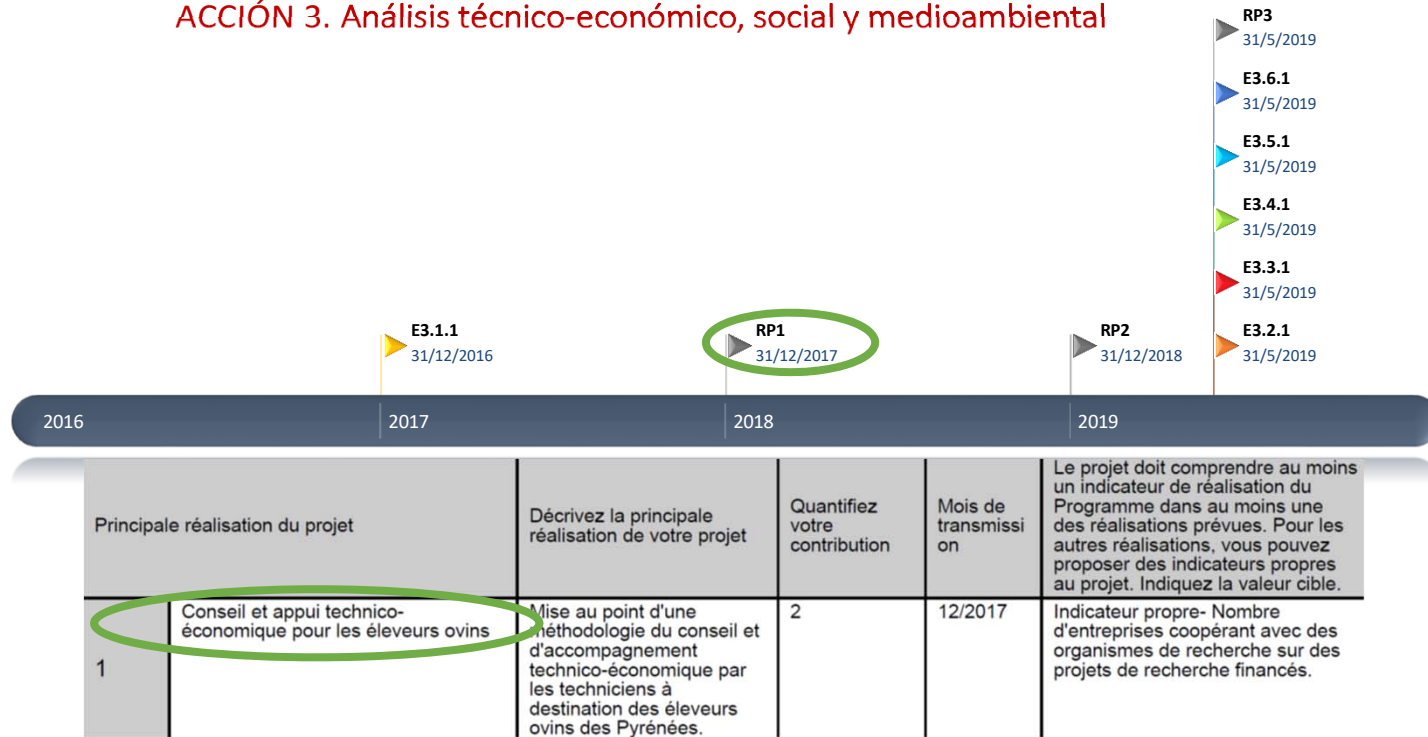 ACCIÓN 3. Análisis técnico-económico, social y medioambiental
RP3
31/5/2019
E3.6.1
31/5/2019
E3.5.1
31/5/2019
E3.4.1
31/5/2019
E3.3.1
31/5/2019
E3.1.1
31/12/2016
RP1
31/12/2017
RP2
31/12/2018
E3.2.1
31/5/2019
2016
2017
2018
2019
Principale réalisation du projet
Décrivez la principale
réalisation de votre projet
Quantifiez
votre
contribution
Mois de
transmissi
on
Le projet doit comprendre au moins
un indicateur de réalisation du
Programme dans au moins une
des réalisations prévues. Pour les
autres réalisations, vous pouvez
proposer des indicateurs propres
au projet. Indiquez la valeur cible.
1
Conseil et appui technico-
économique pour les éleveurs ovins
Mise au point d'une
méthodologie du conseil et
d'accompagnement
technico-économique par
les techniciens à
destination des éleveurs
ovins des Pyrénées.
2
12/2017
Indicateur propre- Nombre
d'entreprises coopérant avec des
organismes de recherche sur des
projets de recherche financés.